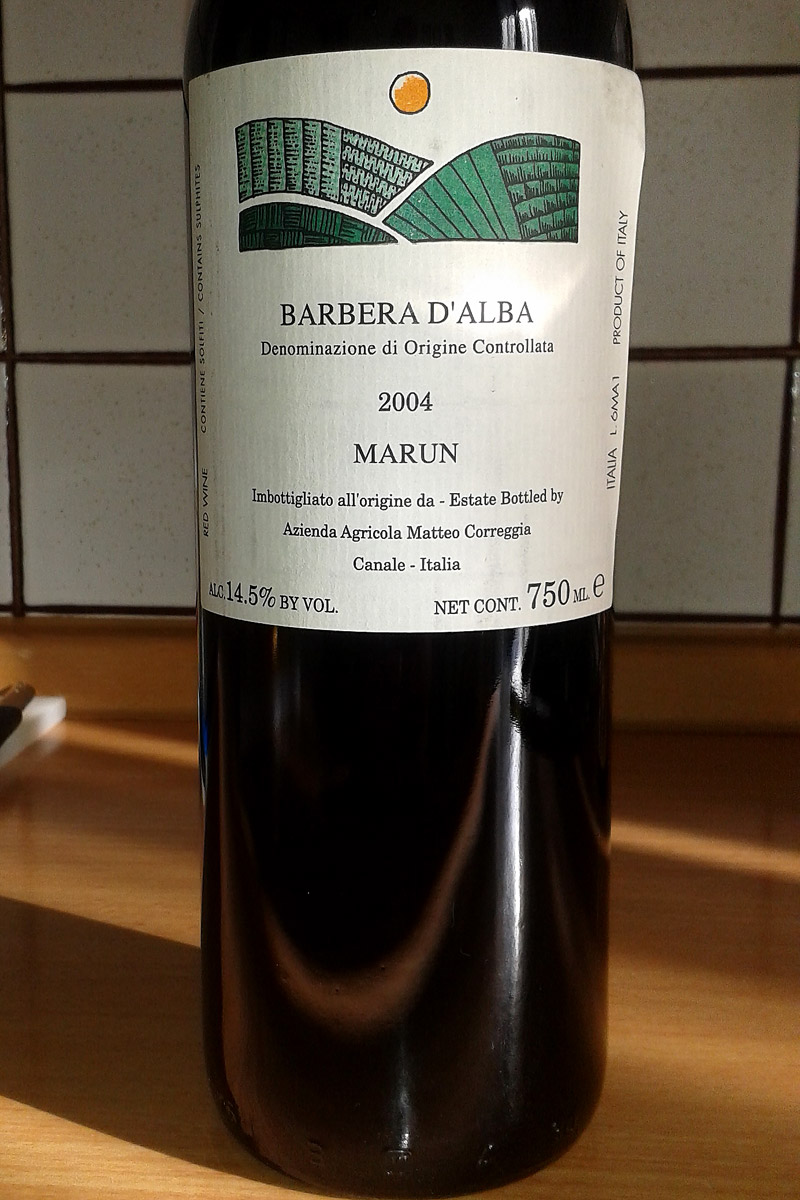 BARBERA D'ALBA
Denominazione di Origine Controllata
2004
MARUN
Imbottigliato all'origine da - Estate Bottled by
Azienda Agricola Matteo Correggia
Canale - Italia
ALC.14.5% BY VOL.
NET CONT. 750 ML. e
RED WINE CONTIENE SOLFITI / CONTAINS SULPHITES
ITALIA L. 6MA1 PRODUCT OF ITALY